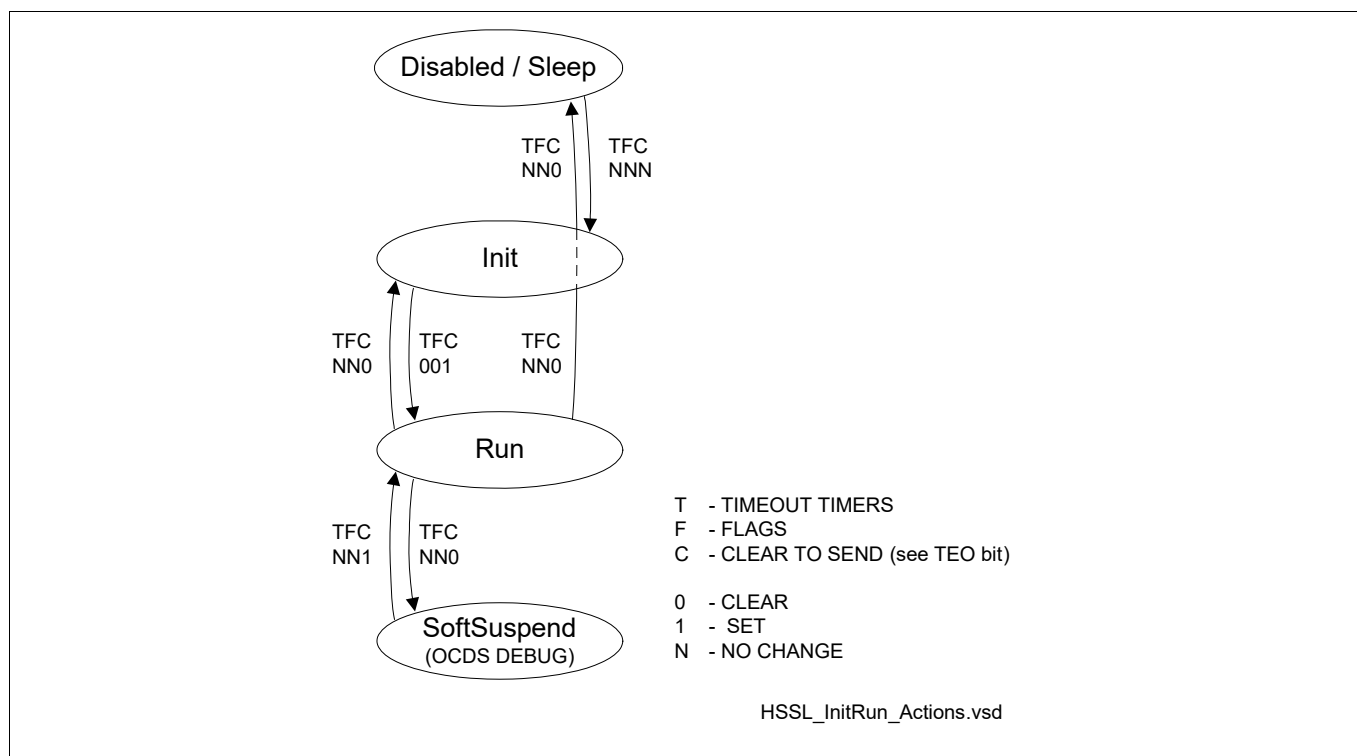 Disabled / Sleep
TFC
NN0
TFC
NNN
Init
TFC
NN0
TFC
001
TFC
NN0
Run
TFC
NN1
TFC
NN0
SoftSuspend
(OCDS DEBUG)
T - TIMEOUT TIMERS
F - FLAGS
C - CLEAR TO SEND (see TEO bit)
0 - CLEAR
1 - SET
N - NO CHANGE
HSSL_InitRun_Actions.vsd